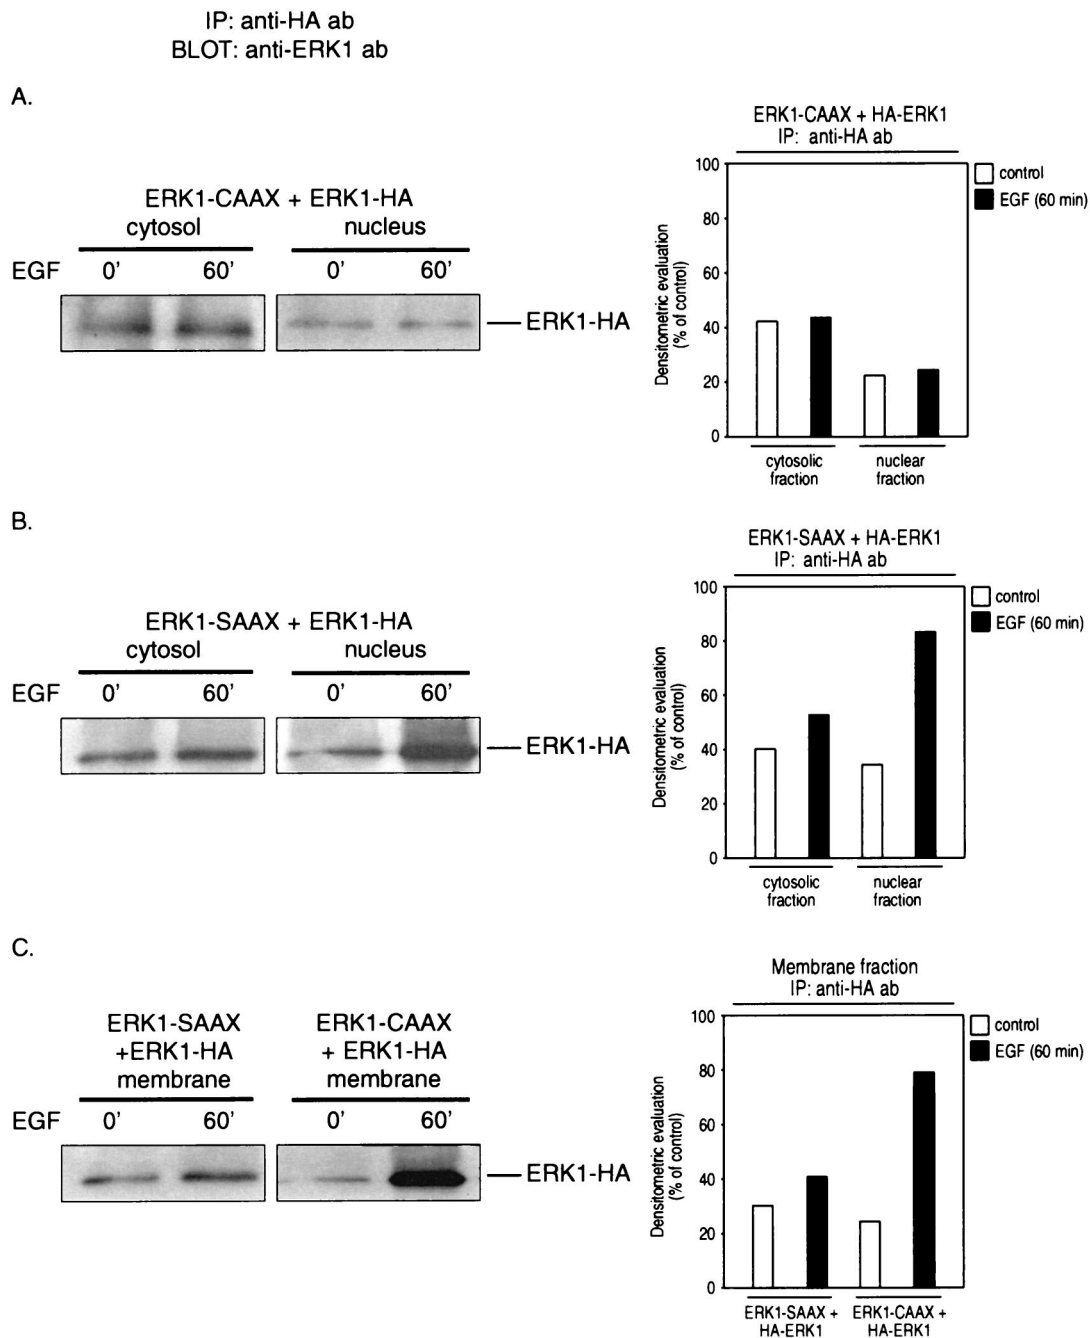 IP: anti-HA ab
BLOT: anti-ERK1 ab
A.
ERK1-CAAX + ERK1-HA
cytosol nucleus
EGF 0' 60' 0' 60'
ERK1-HA
ERK1-CAAX + HA-ERK1
IP: anti-HA ab
control
EGF (60 min)
Densitometric evaluation
(% of control)
100
80
60
40
20
0
cytosolic
fraction
nuclear
fraction
B.
ERK1-SAAX + ERK1-HA
cytosol nucleus
EGF 0' 60' 0' 60'
ERK1-HA
ERK1-SAAX + HA-ERK1
IP: anti-HA ab
control
EGF (60 min)
Densitometric evaluation
(% of control)
100
80
60
40
20
0
cytosolic
fraction
nuclear
fraction
C.
ERK1-SAAX
+ERK1-HA
membrane
ERK1-CAAX
+ ERK1-HA
membrane
EGF 0' 60' 0' 60'
ERK1-HA
Membrane fraction
IP: anti-HA ab
control
EGF (60 min)
Densitometric evaluation
(% of control)
100
80
60
40
20
0
ERK1-SAAX +
HA-ERK1
ERK1-CAAX +
HA-ERK1